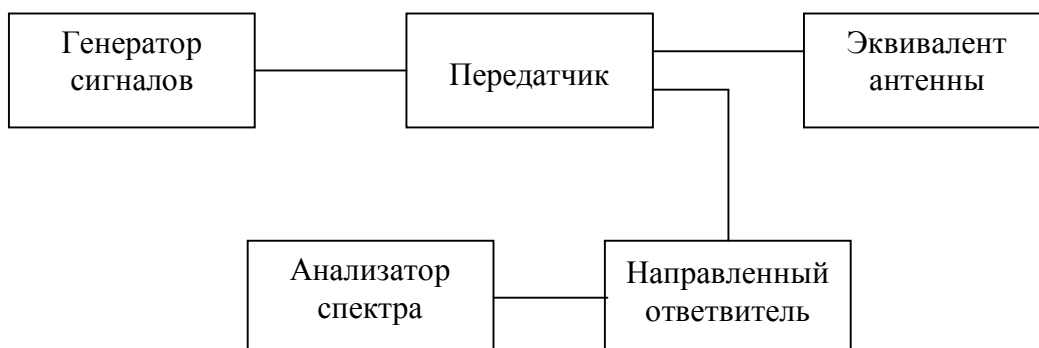 Генератор
сигналов
Передатчик
Эквивалент
антенны
Анализатор
спектра
Направленный
ответвитель